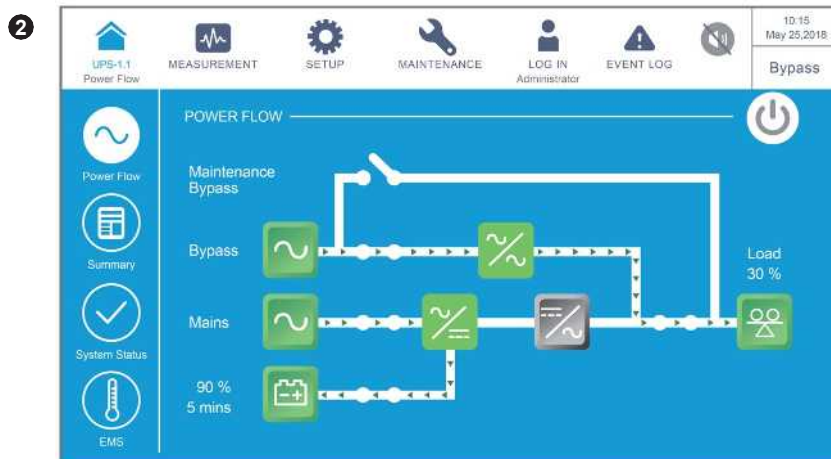 2
UPS-1.1
Power Flow
MEASUREMENT
SETUP
MAINTENANCE
LOG IN
Administrator
EVENT LOG
10:15
May 25,2018
Bypass
POWER FLOW
Power Flow
Summary
System Status
EMS
Maintenance
Bypass
Bypass
Mains
90 %
5 mins
Load
30 %